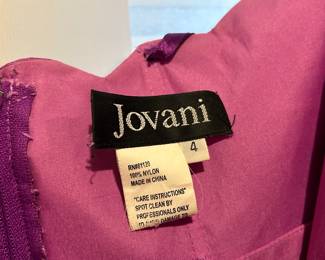 Jovani
4
100% NYLON
MADE IN CHINA
"CARE INSTRUCTIONS"
SPOT CLEAN BY
PROFESSIONALS ONLY